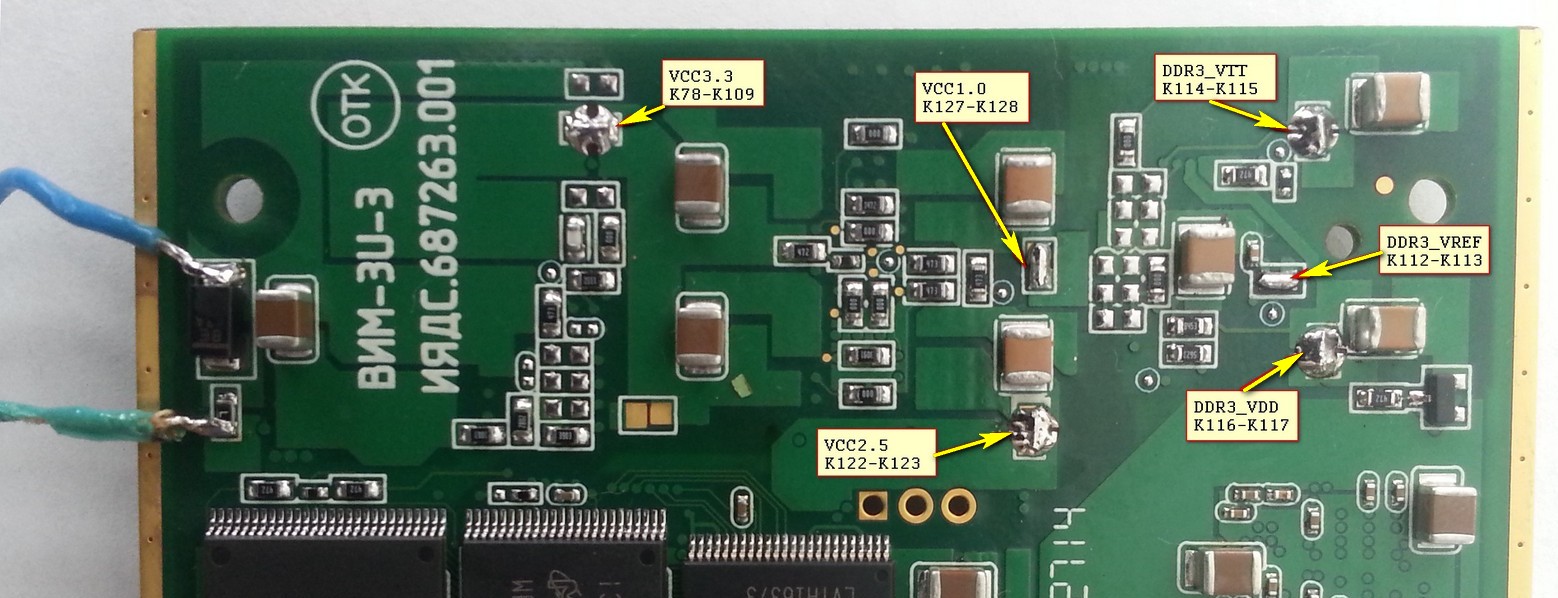 VCC3.3
K78-K109
VCC1.0
K127-K128
DDR3_VTT
K114-K115
DDR3_VREF
K112-K113
DDR3_VDD
K116-K117
VCC2.5
K122-K123
ОТК
ВИМ-3U-3
ИЯДС.687263.001